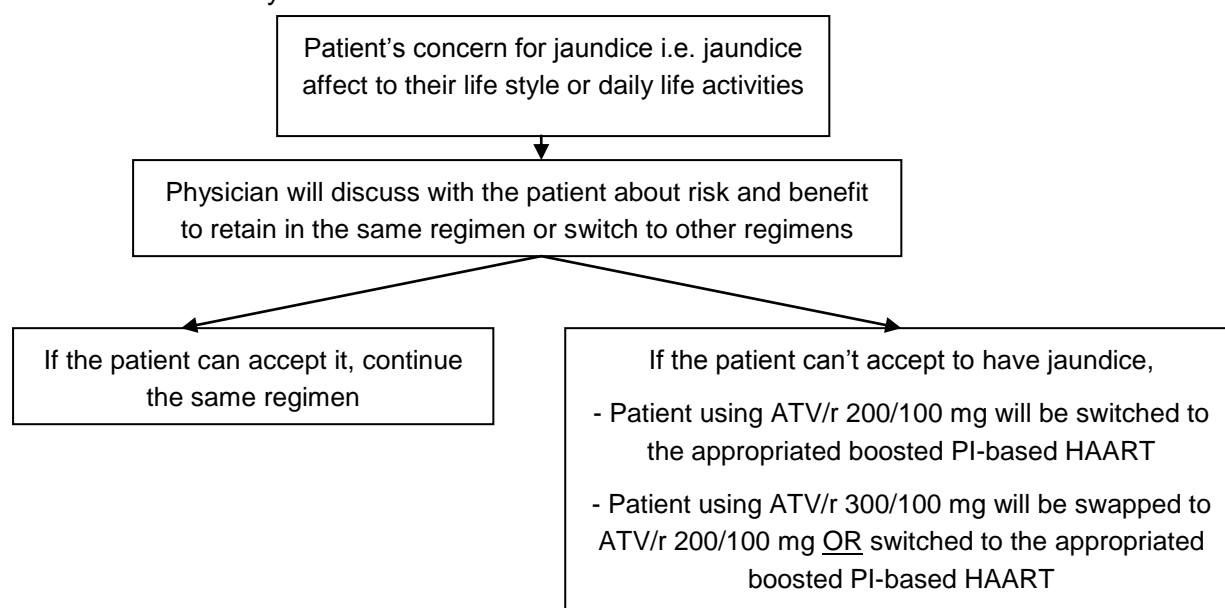 Patient’s concern for jaundice i.e. jaundice
affect to their life style or daily life activities
Physician will discuss with the patient about risk and benefit
to retain in the same regimen or switch to other regimens
If the patient can accept it, continue
the same regimen
If the patient can’t accept to have jaundice,
- Patient using ATV/r 200/100 mg will be switched to
the appropriated boosted PI-based HAART
- Patient using ATV/r 300/100 mg will be swapped to
ATV/r 200/100 mg OR switched to the appropriated
boosted PI-based HAART